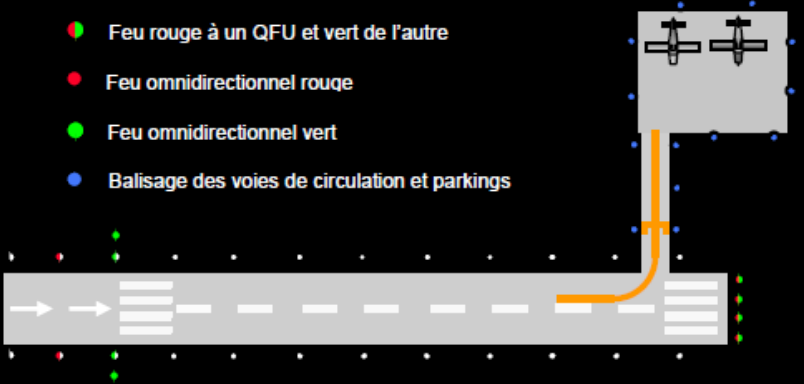 Feu rouge à un QFU et vert de l'autre
Feu omnidirectionnel rouge
Feu omnidirectionnel vert
Balisage des voies de circulation et parkings